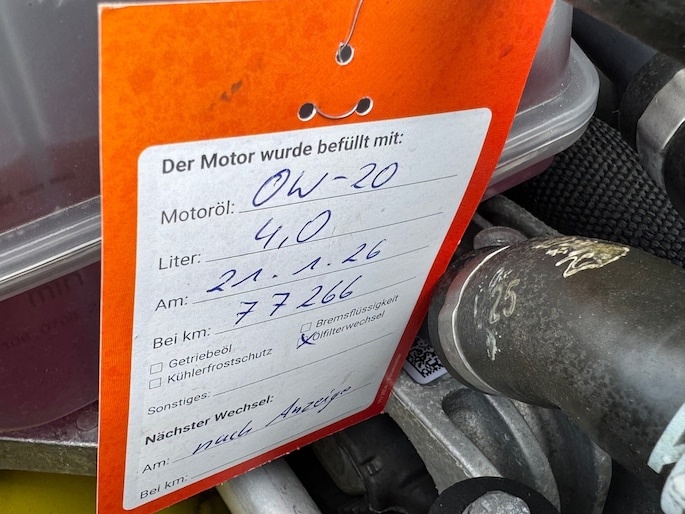 Der Motor wurde befüllt mit:
Motoröl: 0W-20
Liter: 4,0
Am: 21.1.26
Bei km: 77266
☐ Getriebeöl ☐ Bremsflüssigkeit
☐ Kühlerfrostschutz ☒ Ölfilterwechsel
Sonstiges:
Nächster Wechsel:
Am: nach Anzeige
Bei km:
25